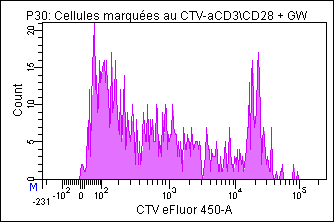 P30: Cellules marquées au CTV-aCD3\CD28 + GW
Count
20
15
10
5
0
M
-231 -10² 0 10² 10³ 10⁴ 10⁵
CTV eFluor 450-A